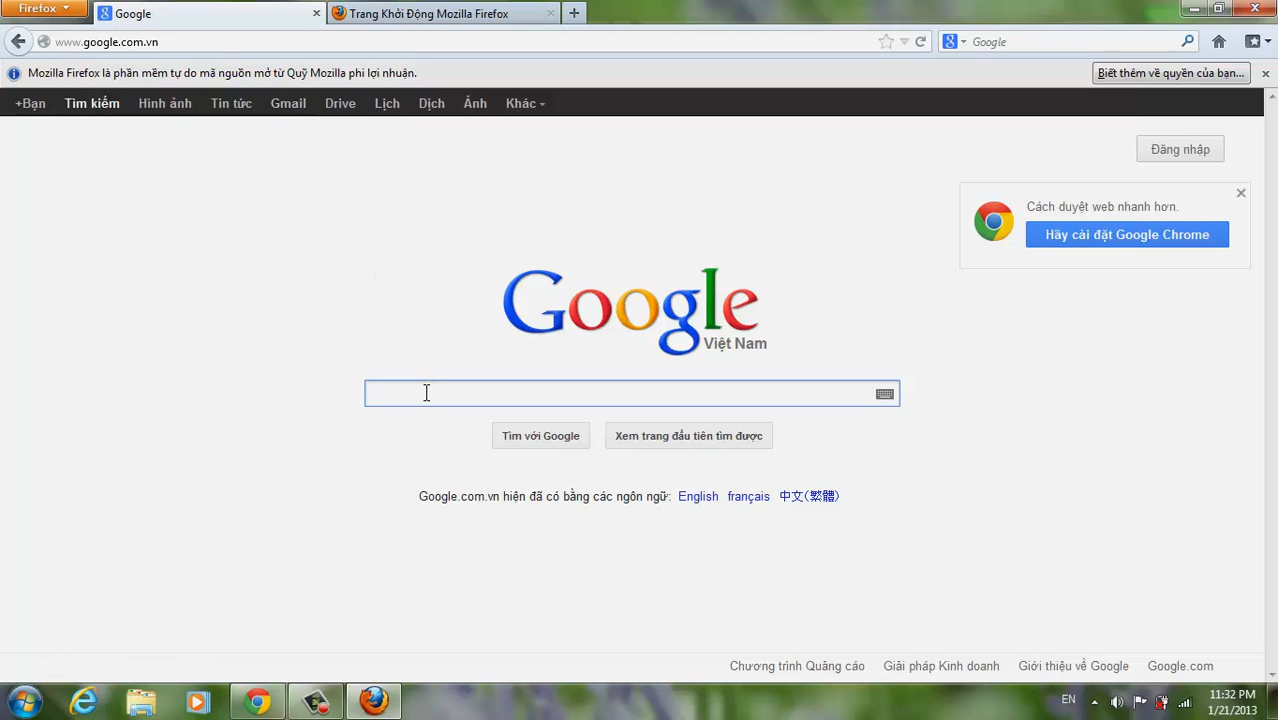 Firefox
Google
Trang Khởi Động Mozilla Firefox
www.google.com.vn
Google
Mozilla Firefox là phần mềm tự do mã nguồn mở từ Quỹ Mozilla phi lợi nhuận.
Biết thêm về quyền của bạn...
+Bạn Tìm kiếm Hình ảnh Tin tức Gmail Drive Lịch Dịch Ảnh Khác
Đăng nhập
Cách duyệt web nhanh hơn.
Hãy cài đặt Google Chrome
Google
Việt Nam
Tìm với Google
Xem trang đầu tiên tìm được
Google.com.vn hiện đã có bằng các ngôn ngữ: English français 中文(繁體)
Chương trình Quảng cáo Giải pháp Kinh doanh Giới thiệu về Google Google.com
EN
11:32 PM
1/21/2013